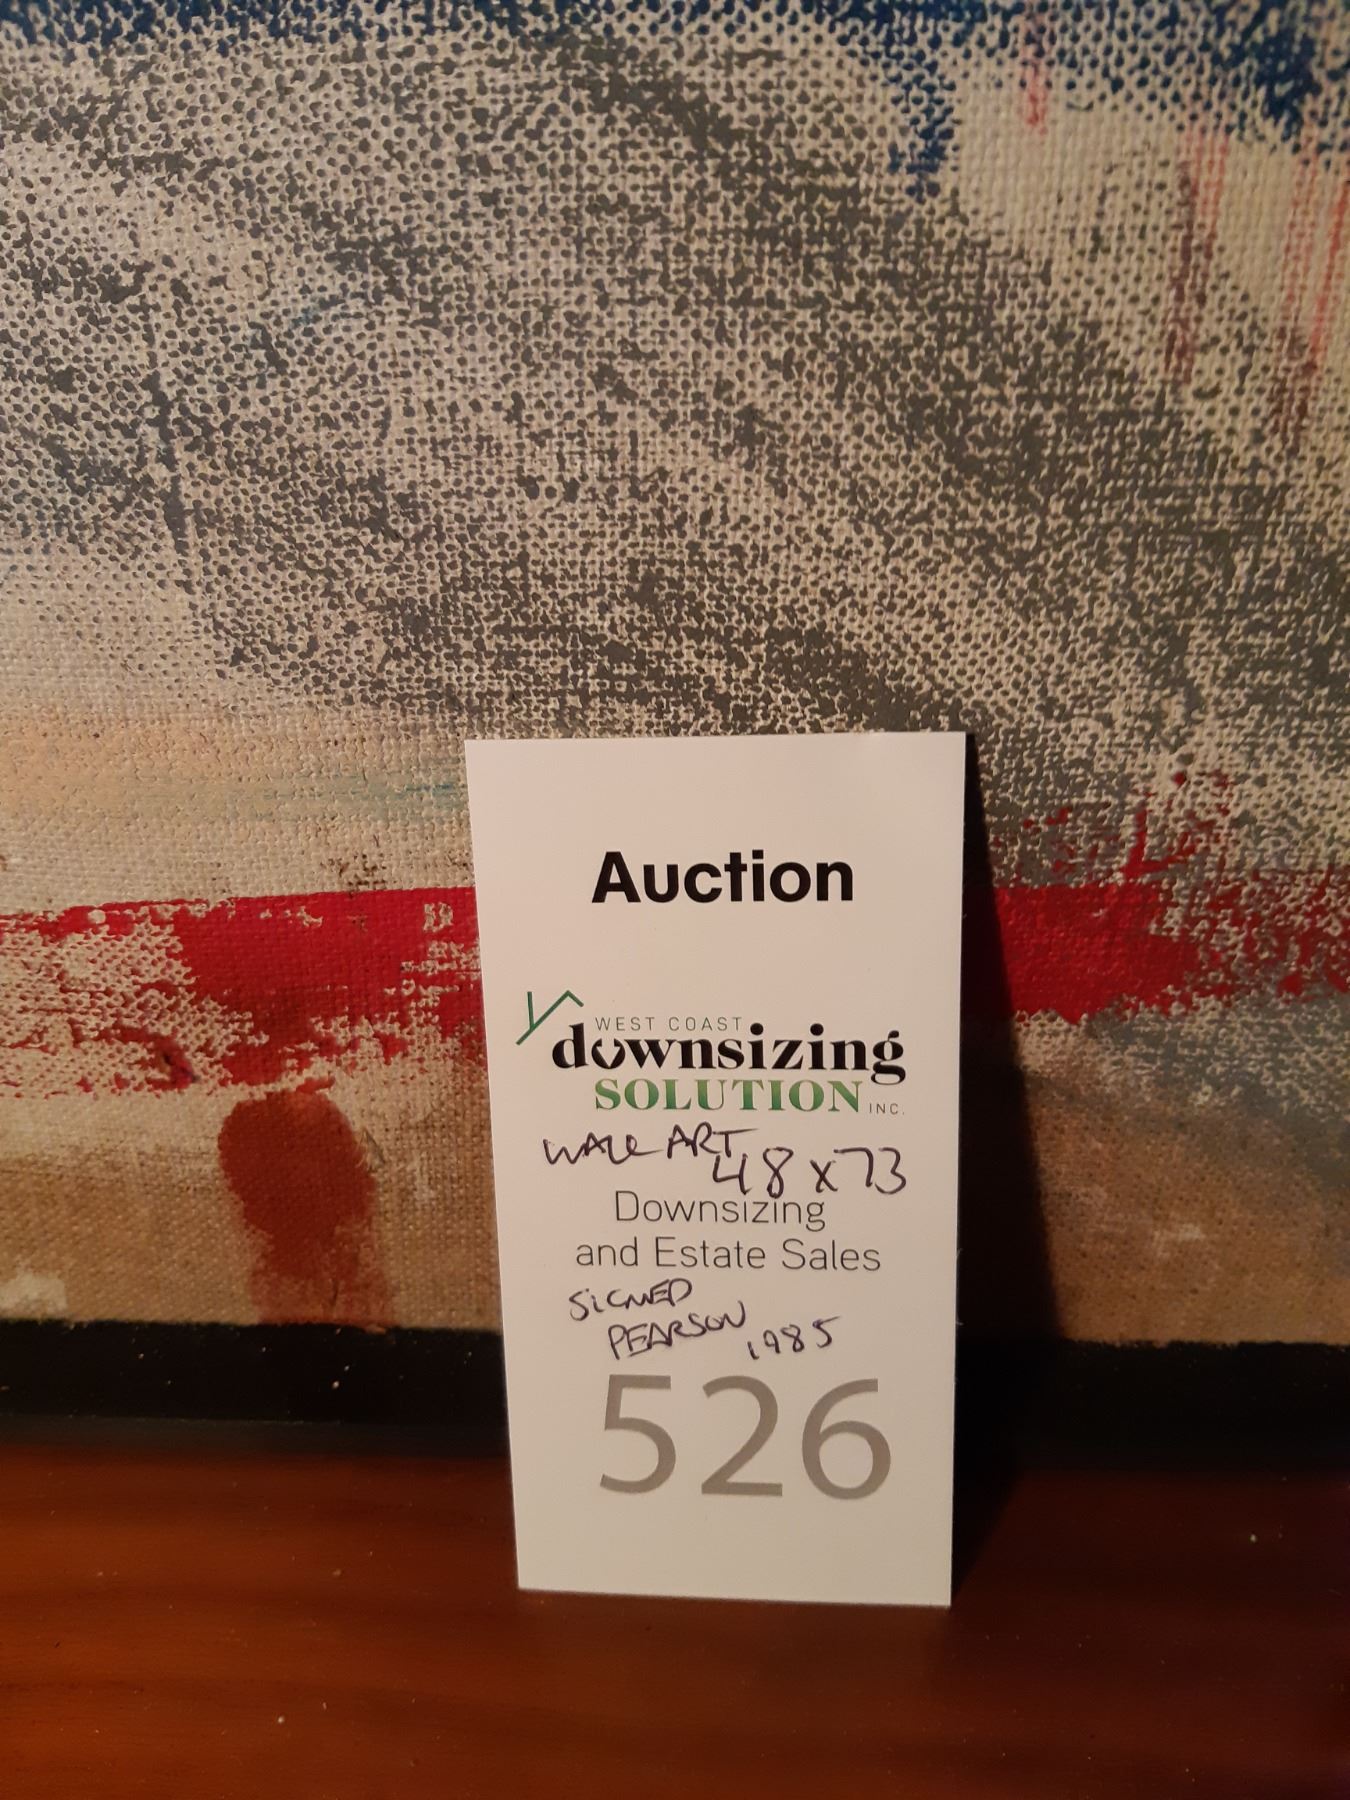 Auction
WEST COAST
downsizing
SOLUTION INC.
WALL ART 48 x 73
Downsizing
and Estate Sales
SIGNED
PEARSON 1985
526